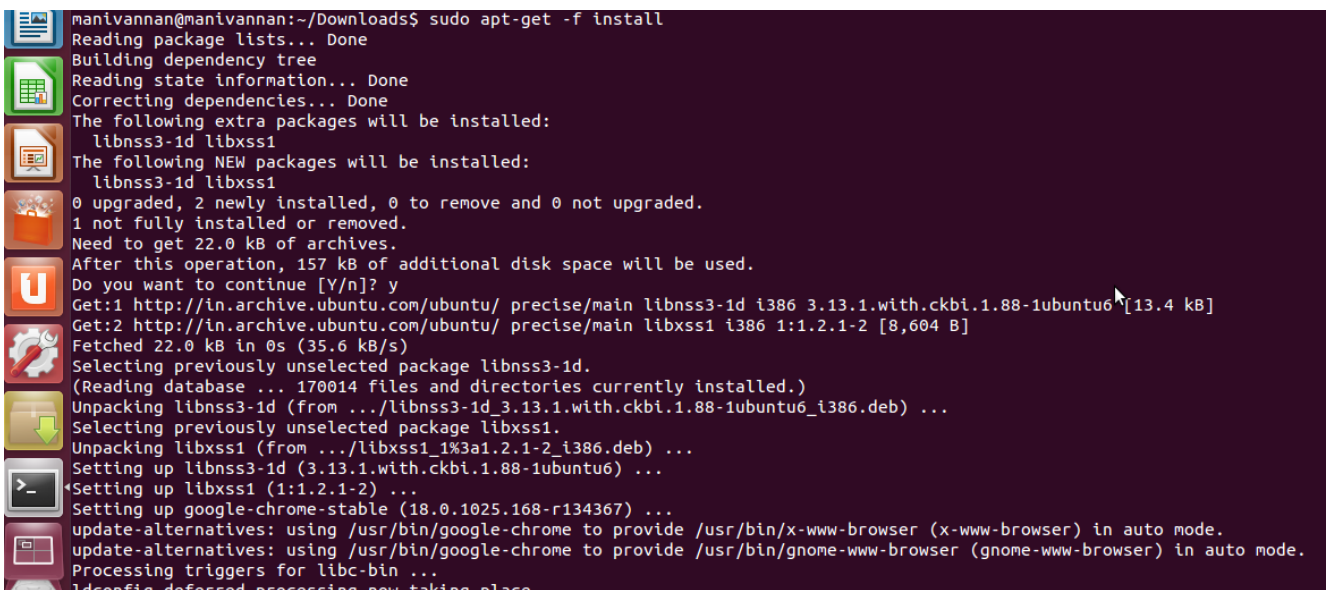 manivannan@manivannan:~/Downloads$ sudo apt-get -f install
Reading package lists... Done
Building dependency tree
Reading state information... Done
Correcting dependencies... Done
The following extra packages will be installed:
  libnss3-1d libxss1
The following NEW packages will be installed:
  libnss3-1d libxss1
0 upgraded, 2 newly installed, 0 to remove and 0 not upgraded.
1 not fully installed or removed.
Need to get 22.0 kB of archives.
After this operation, 157 kB of additional disk space will be used.
Do you want to continue [Y/n]? y
Get:1 http://in.archive.ubuntu.com/ubuntu/ precise/main libnss3-1d i386 3.13.1.with.ckbi.1.88-1ubuntu6 [13.4 kB]
Get:2 http://in.archive.ubuntu.com/ubuntu/ precise/main libxss1 i386 1:1.2.1-2 [8,604 B]
Fetched 22.0 kB in 0s (35.6 kB/s)
Selecting previously unselected package libnss3-1d.
(Reading database ... 170014 files and directories currently installed.)
Unpacking libnss3-1d (from .../libnss3-1d_3.13.1.with.ckbi.1.88-1ubuntu6_i386.deb) ...
Selecting previously unselected package libxss1.
Unpacking libxss1 (from .../libxss1_1%3a1.2.1-2_i386.deb) ...
Setting up libnss3-1d (3.13.1.with.ckbi.1.88-1ubuntu6) ...
Setting up libxss1 (1:1.2.1-2) ...
Setting up google-chrome-stable (18.0.1025.168-r134367) ...
update-alternatives: using /usr/bin/google-chrome to provide /usr/bin/x-www-browser (x-www-browser) in auto mode.
update-alternatives: using /usr/bin/google-chrome to provide /usr/bin/gnome-www-browser (gnome-www-browser) in auto mode.
Processing triggers for libc-bin ...
ldconfig deferred processing now taking place